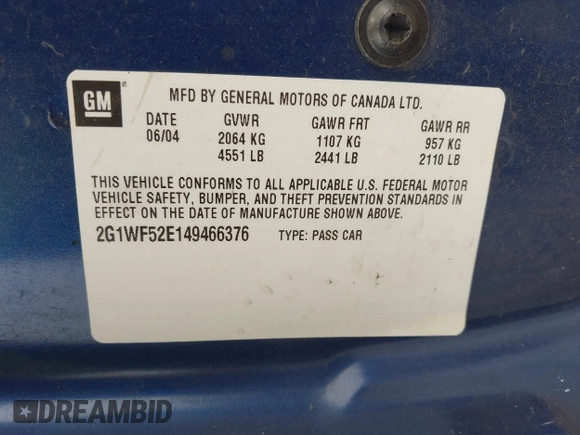 GM
MFD BY GENERAL MOTORS OF CANADA LTD.
DATE GVWR GAWR FRT GAWR RR
06/04 2064 KG 1107 KG 957 KG
4551 LB 2441 LB 2110 LB
THIS VEHICLE CONFORMS TO ALL APPLICABLE U.S. FEDERAL MOTOR
VEHICLE SAFETY, BUMPER, AND THEFT PREVENTION STANDARDS IN
EFFECT ON THE DATE OF MANUFACTURE SHOWN ABOVE.
2G1WF52E149466376 TYPE: PASS CAR
DREAMBID